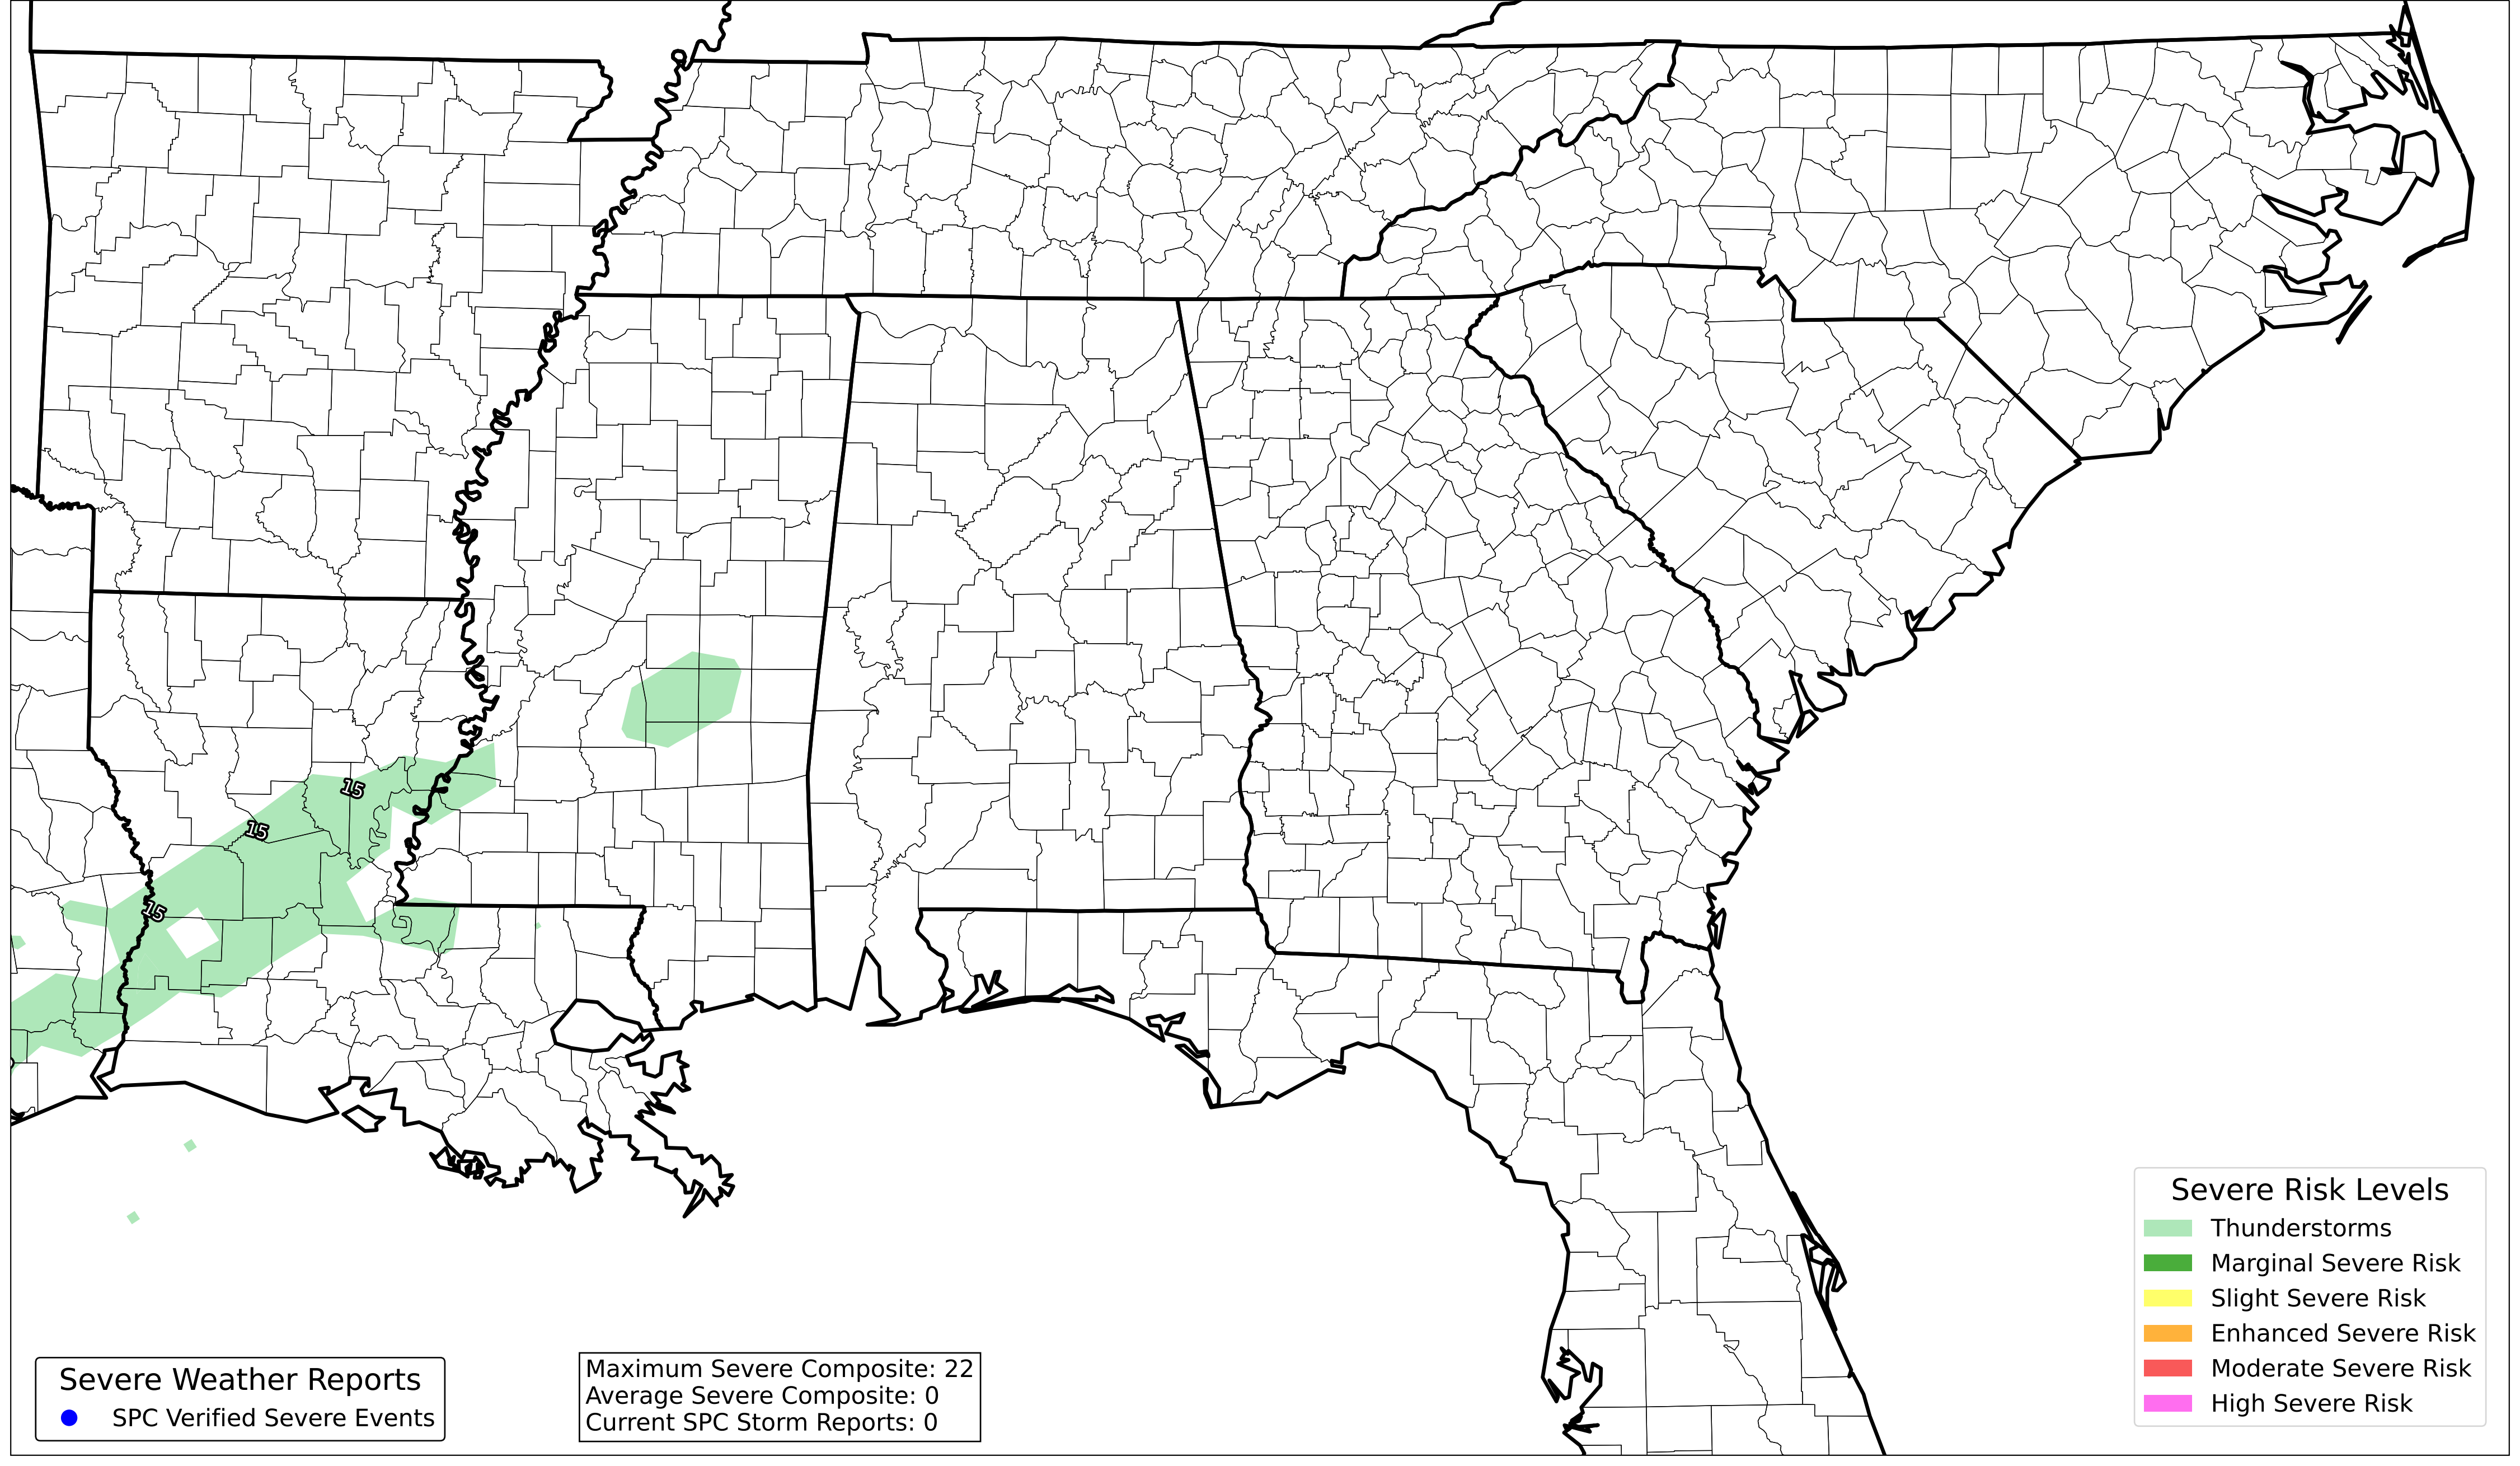 15
15
15
Severe Risk Levels
Thunderstorms
Marginal Severe Risk
Slight Severe Risk
Enhanced Severe Risk
Moderate Severe Risk
High Severe Risk
Severe Weather Reports
SPC Verified Severe Events
Maximum Severe Composite: 22
Average Severe Composite: 0
Current SPC Storm Reports: 0